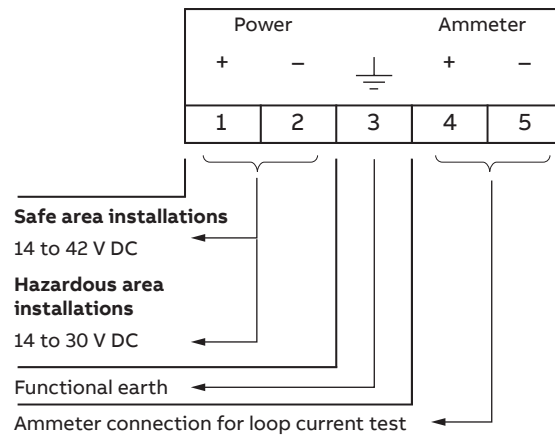 Power Ammeter
+ – + –
1 2 3 4 5
Safe area installations
14 to 42 V DC
Hazardous area
installations
14 to 30 V DC
Functional earth
Ammeter connection for loop current test